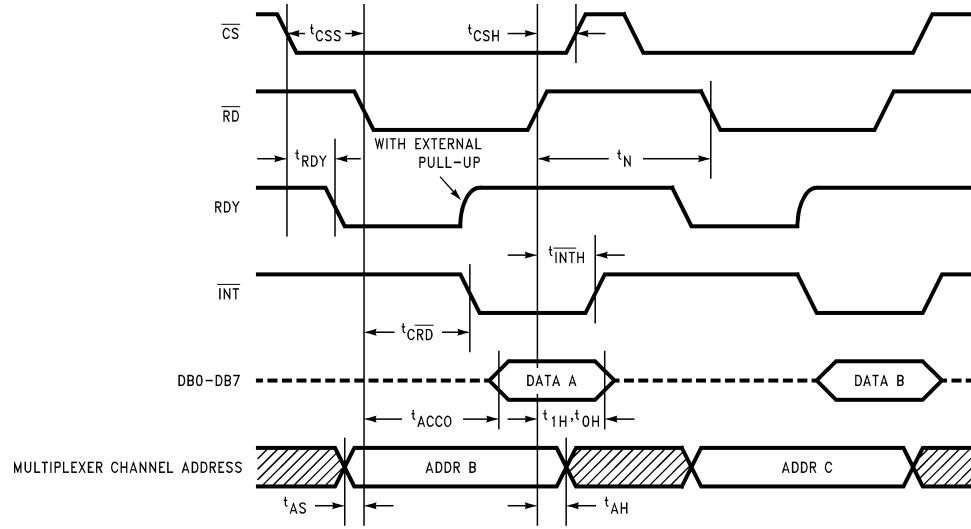 CS tCSS tCSH
RD
WITH EXTERNAL
PULL-UP
tRDY tN
RDY
tINTH
INT
tCRD
DB0-DB7 DATA A DATA B
tACC0 t1H,t0H
MULTIPLEXER CHANNEL ADDRESS ADDR B ADDR C
tAS tAH